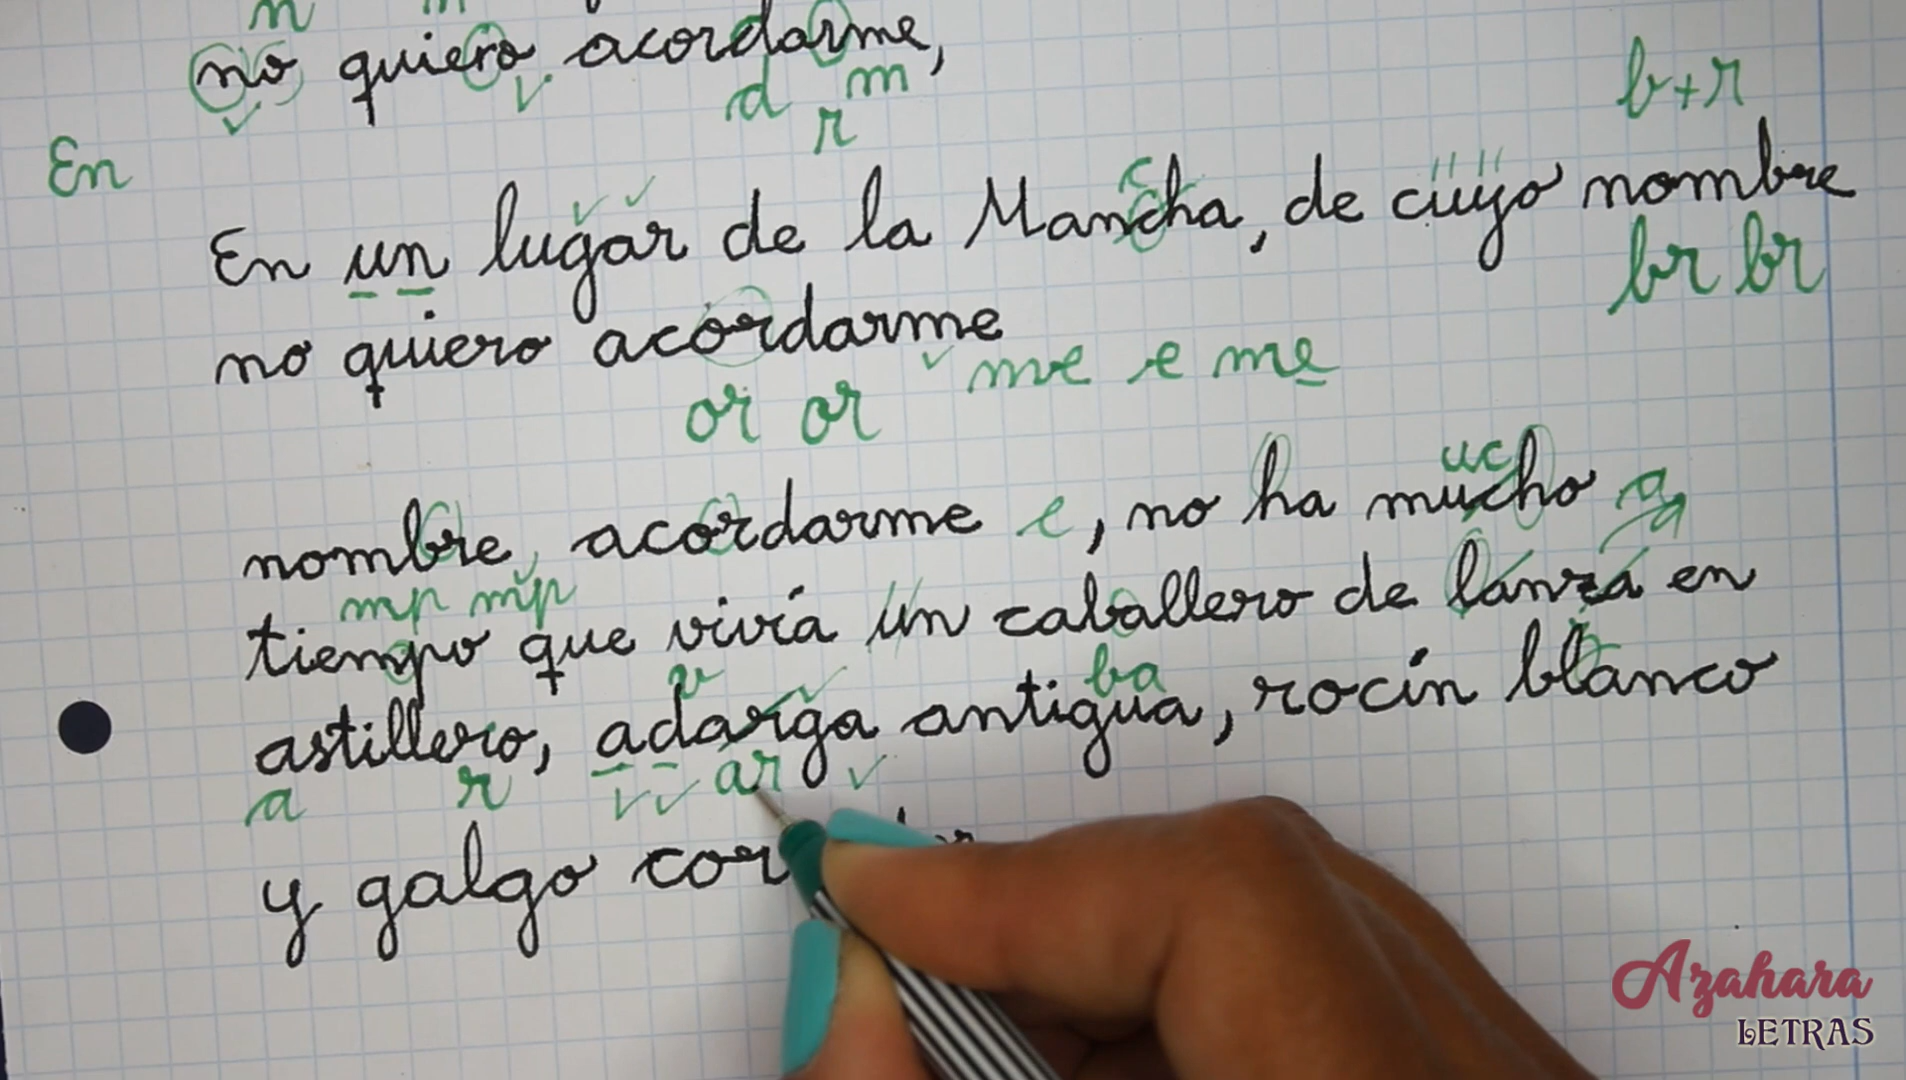 n
no quiero acordarme,
d r m
b+r
En
En un lugar de la Mancha, de cuyo nombre
br br
no quiero acordarme
me e me
or or
uc
nombre acordarme e, no ha mucho a
mp mp
tiempo que vivía un caballero de lanza en
v ba
astillero, adarga antigua, rocín blanco
a r ar
y galgo cor
Azahara
LETRAS